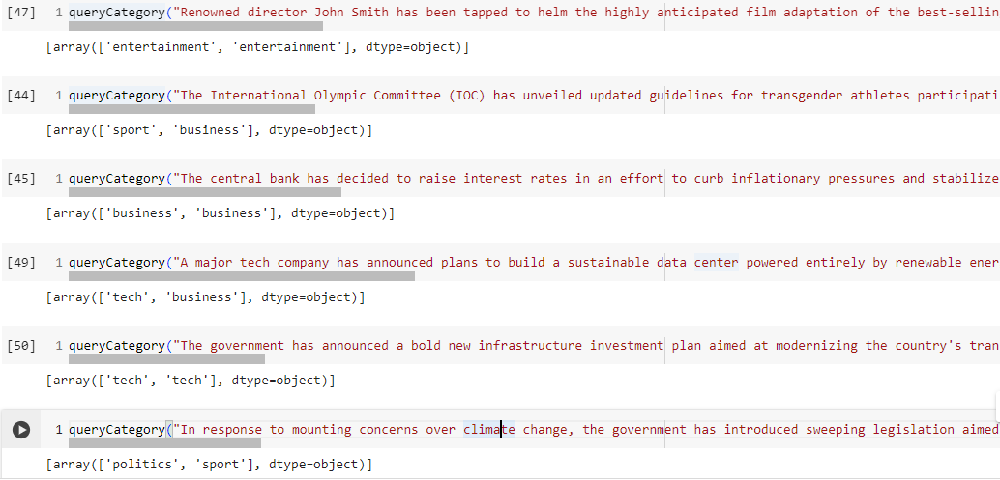 [47] 1 queryCategory("Renowned director John Smith has been tapped to helm the highly anticipated film adaptation of the best-sellin
[array(['entertainment', 'entertainment'], dtype=object)]
[44] 1 queryCategory("The International Olympic Committee (IOC) has unveiled updated guidelines for transgender athletes participati
[array(['sport', 'business'], dtype=object)]
[45] 1 queryCategory("The central bank has decided to raise interest rates in an effort to curb inflationary pressures and stabilize
[array(['business', 'business'], dtype=object)]
[49] 1 queryCategory("A major tech company has announced plans to build a sustainable data center powered entirely by renewable ener
[array(['tech', 'business'], dtype=object)]
[50] 1 queryCategory("The government has announced a bold new infrastructure investment plan aimed at modernizing the country's tran
[array(['tech', 'tech'], dtype=object)]
1 queryCategory("In response to mounting concerns over climate change, the government has introduced sweeping legislation aimed
[array(['politics', 'sport'], dtype=object)]